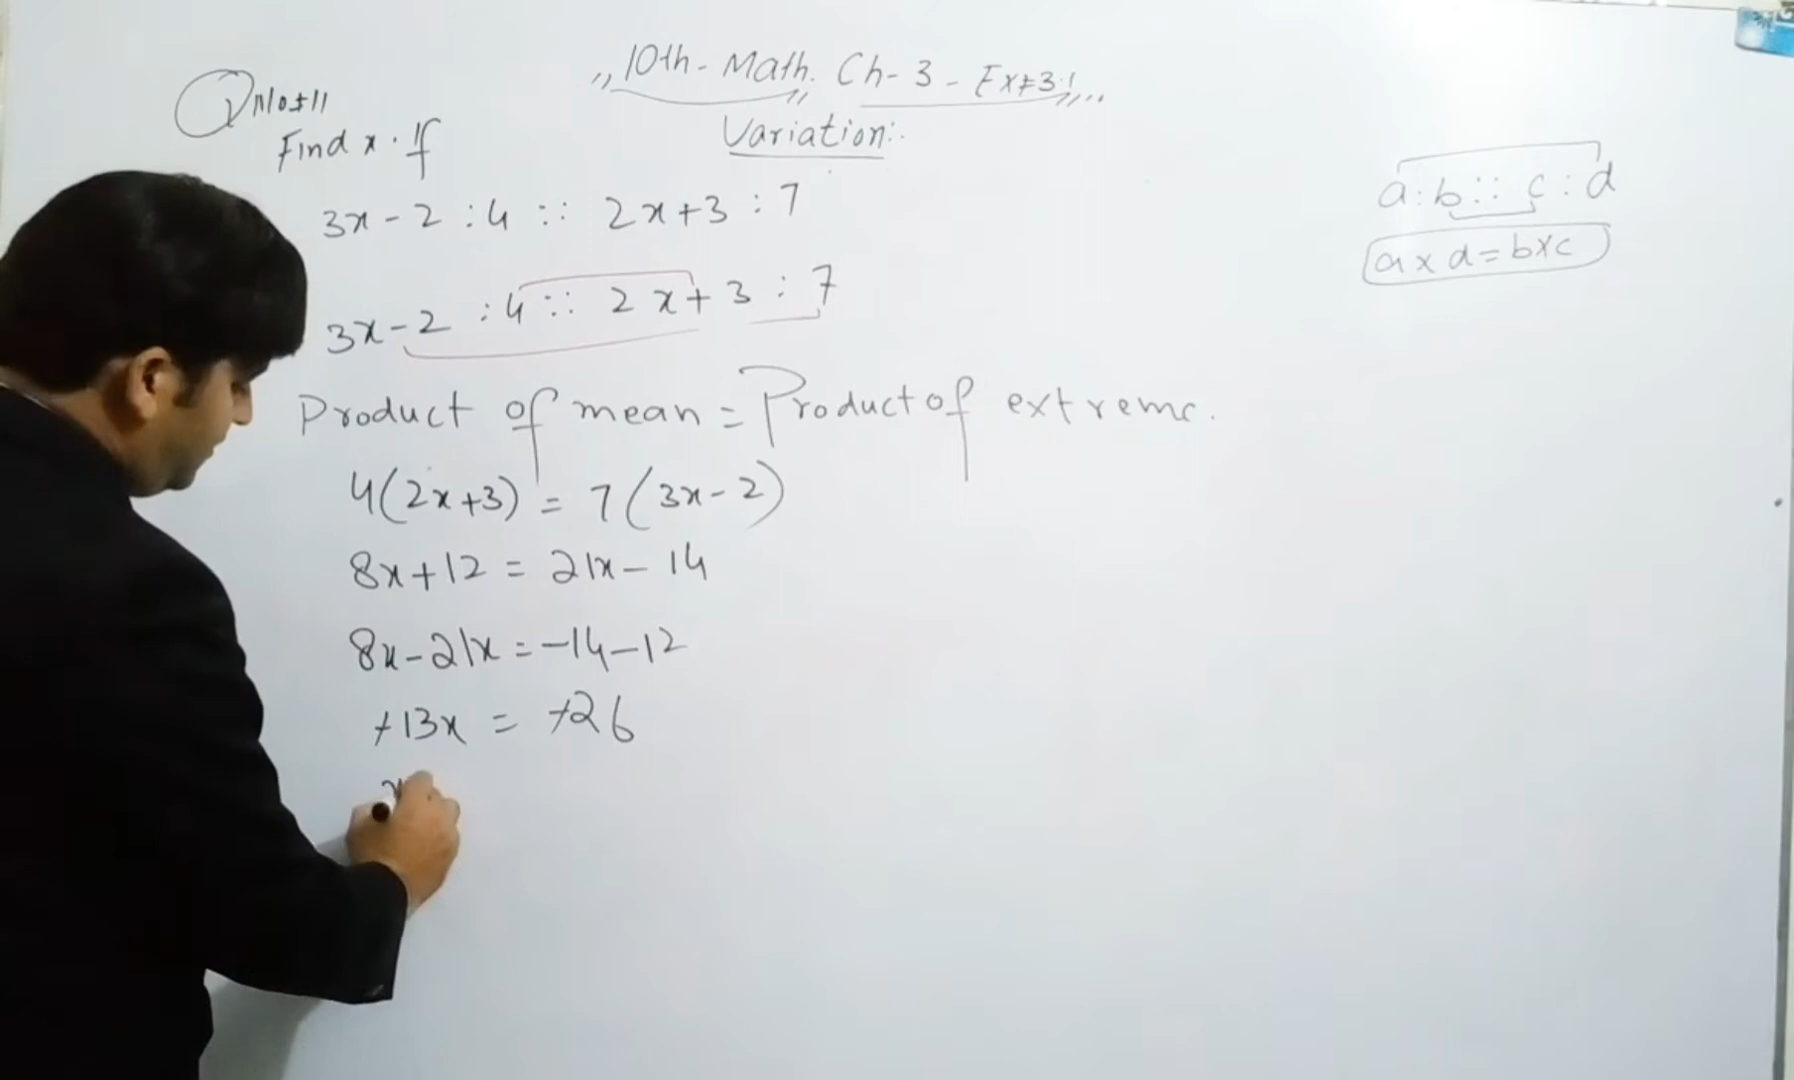 ,, 10th - Math. Ch - 3 - Ex # 3.1 ,,..
Variation:.
Q No # 11
Find x . If
3x - 2 : 4 :: 2x + 3 : 7
3x - 2 : 4 :: 2x + 3 : 7
Product of mean = Product of extreme.
4(2x + 3) = 7(3x - 2)
8x + 12 = 21x - 14
8x - 21x = -14 - 12
+13x = +26
x
a : b :: c : d
a x d = b x c